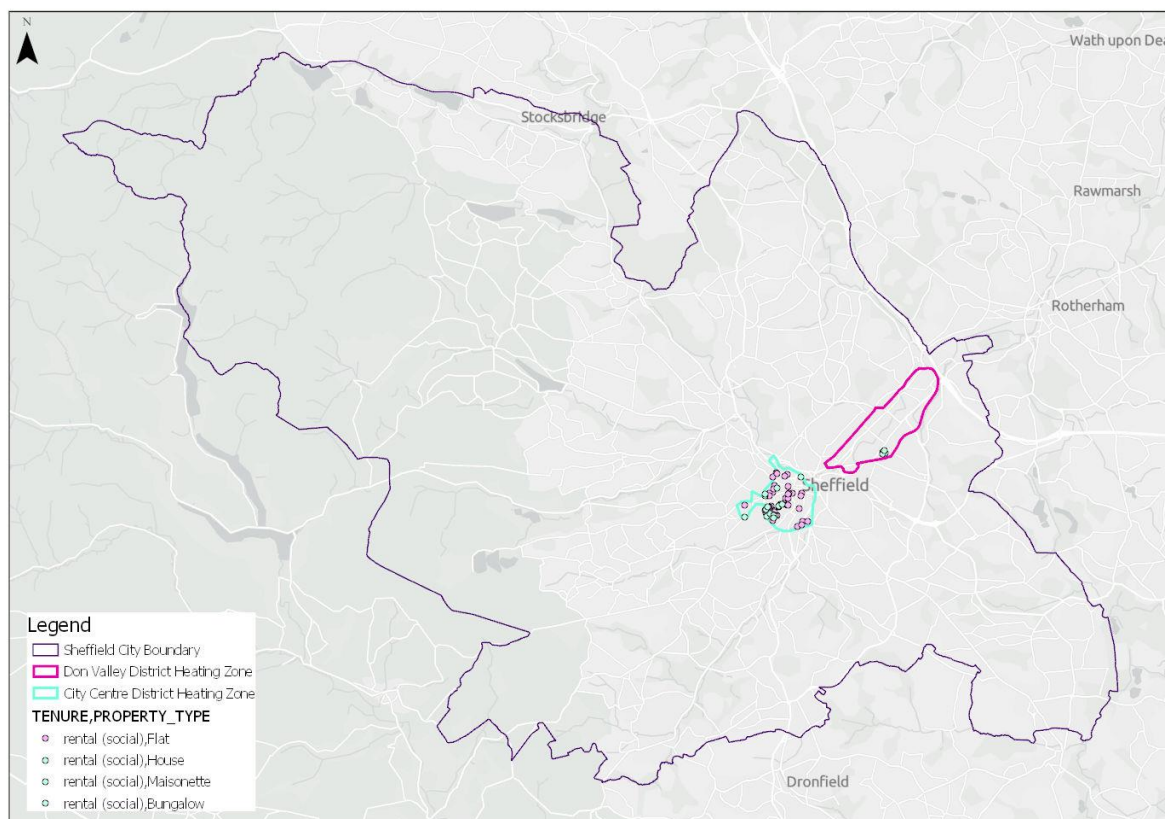 N
Wath upon Dea
Stocksbridge
Rawmarsh
Rotherham
Sheffield
Legend
Sheffield City Boundary
Don Valley District Heating Zone
City Centre District Heating Zone
TENURE,PROPERTY_TYPE
rental (social),Flat
rental (social),House
rental (social),Maisonette
rental (social),Bungalow
Dronfield